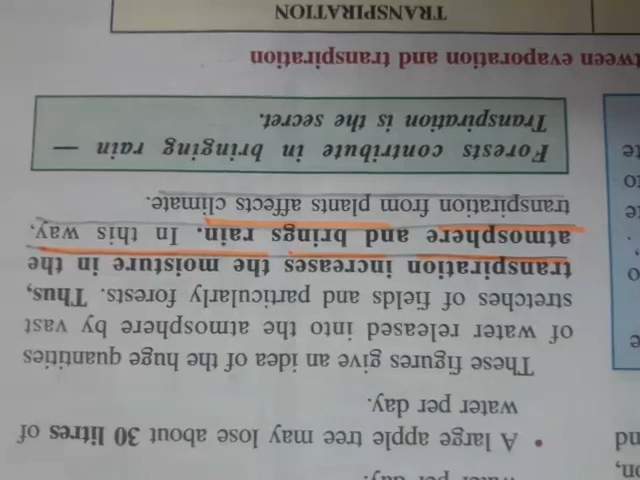 water per day.
• A large apple tree may lose about 30 litres of
water per day.
These figures give an idea of the huge quantities
of water released into the atmosphere by vast
stretches of fields and particularly forests. Thus,
transpiration increases the moisture in the
atmosphere and brings rain. In this way,
transpiration from plants affects climate.
Forests contribute in bringing rain —
Transpiration is the secret.
tween evaporation and transpiration
TRANSPIRATION